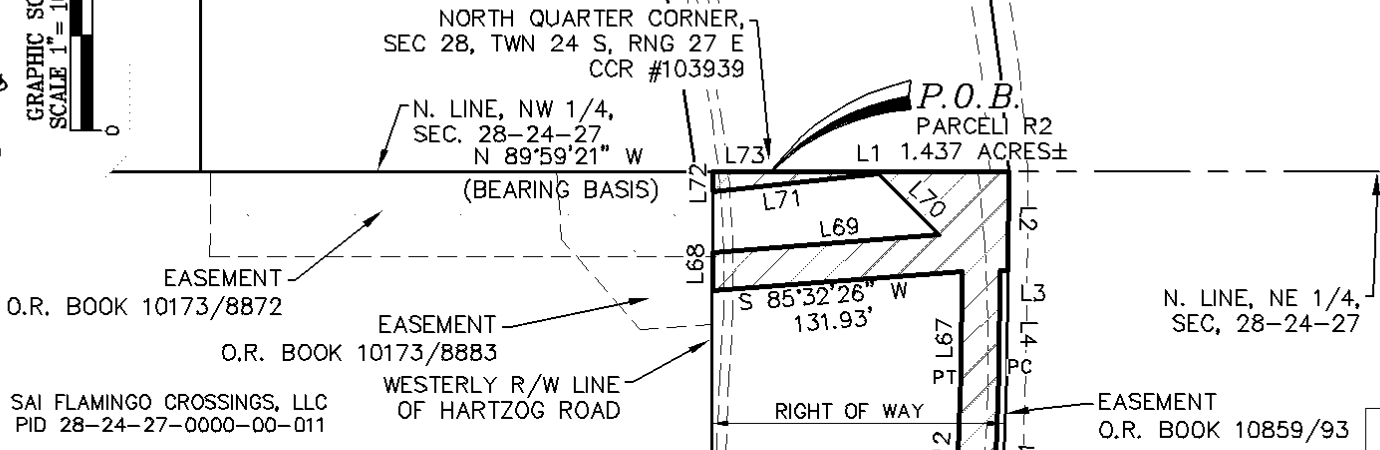 GRAPHIC SC
SCALE 1"= 1
0
NORTH QUARTER CORNER,
SEC 28, TWN 24 S, RNG 27 E
CCR #103939
N. LINE, NW 1/4,
SEC. 28-24-27
N 89°59'21" W
(BEARING BASIS)
P.O.B.
PARCEL1 R2
1.437 ACRES±
L73
L1
L72
L71
L70
L2
L69
L68
S 85°32'26" W
131.93'
L3
L4
L67
PT
PC
EASEMENT
O.R. BOOK 10173/8872
EASEMENT
O.R. BOOK 10173/8883
WESTERLY R/W LINE
OF HARTZOG ROAD
N. LINE, NE 1/4,
SEC, 28-24-27
SAI FLAMINGO CROSSINGS, LLC
PID 28-24-27-0000-00-011
RIGHT OF WAY
EASEMENT
O.R. BOOK 10859/93